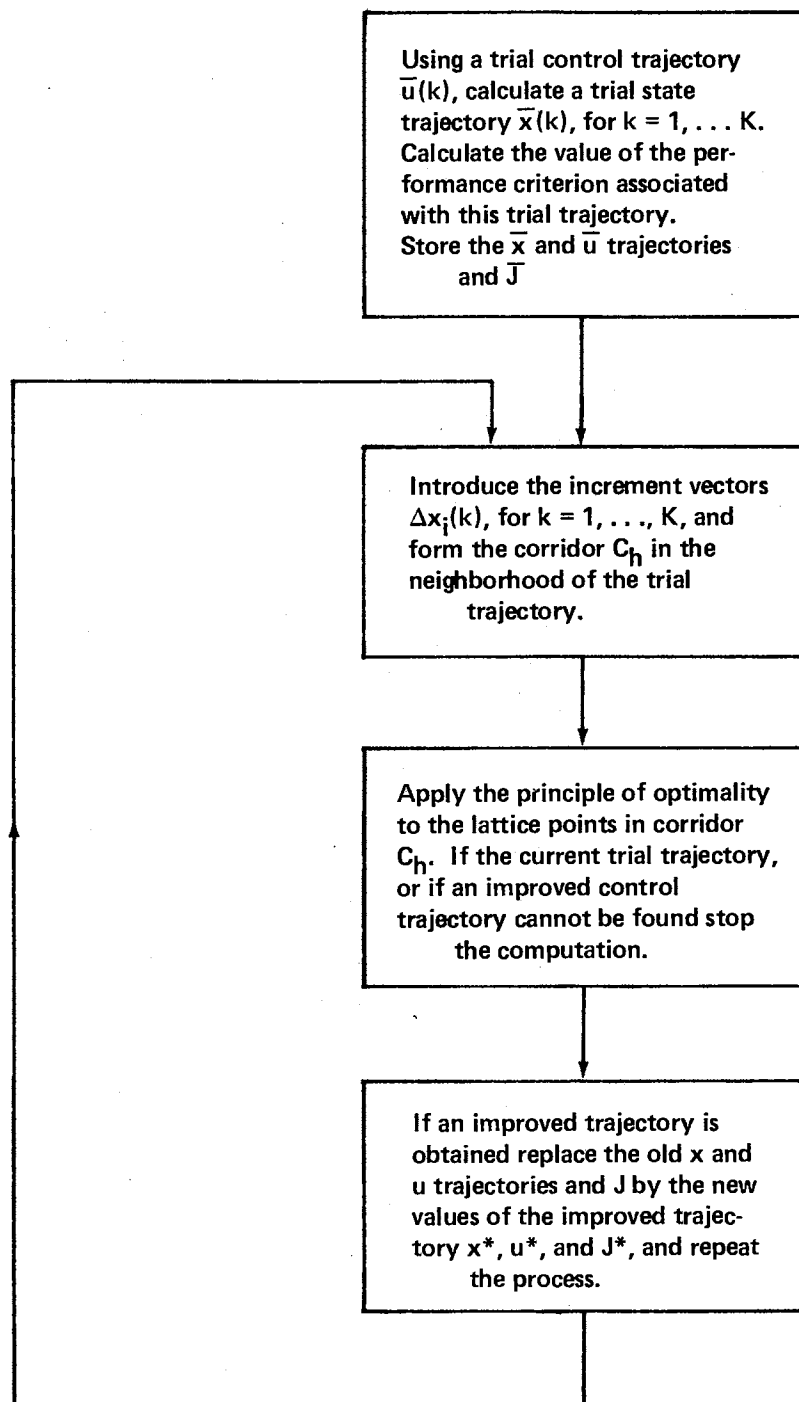 Using a trial control trajectory
u̅(k), calculate a trial state
trajectory x̅(k), for k = 1, . . . K.
Calculate the value of the per-
formance criterion associated
with this trial trajectory.
Store the x̅ and u̅ trajectories
and J̅
Introduce the increment vectors
Δxᵢ(k), for k = 1, . . ., K, and
form the corridor Cₕ in the
neighborhood of the trial
trajectory.
Apply the principle of optimality
to the lattice points in corridor
Cₕ. If the current trial trajectory,
or if an improved control
trajectory cannot be found stop
the computation.
If an improved trajectory is
obtained replace the old x and
u trajectories and J by the new
values of the improved trajec-
tory x*, u*, and J*, and repeat
the process.